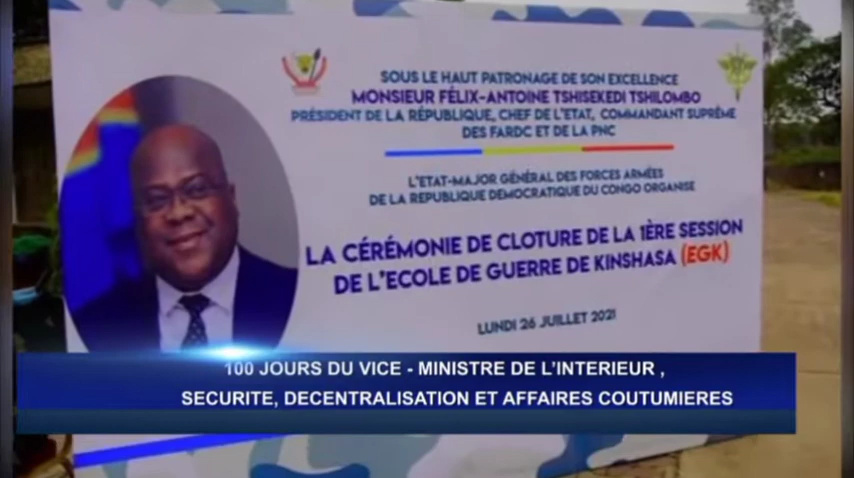 SOUS LE HAUT PATRONAGE DE SON EXCELLENCE
MONSIEUR FÉLIX-ANTOINE TSHISEKEDI TSHILOMBO
PRÉSIDENT DE LA RÉPUBLIQUE, CHEF DE L'ETAT, COMMANDANT SUPRÊME
DES FARDC ET DE LA PNC
L'ETAT-MAJOR GÉNÉRAL DES FORCES ARMÉES
DE LA REPUBLIQUE DEMOCRATIQUE DU CONGO ORGANISE
LA CÉRÉMONIE DE CLOTURE DE LA 1ÈRE SESSION
DE L'ECOLE DE GUERRE DE KINSHASA (EGK)
LUNDI 26 JUILLET 2021
100 JOURS DU VICE - MINISTRE DE L'INTERIEUR ,
SECURITE, DECENTRALISATION ET AFFAIRES COUTUMIERES